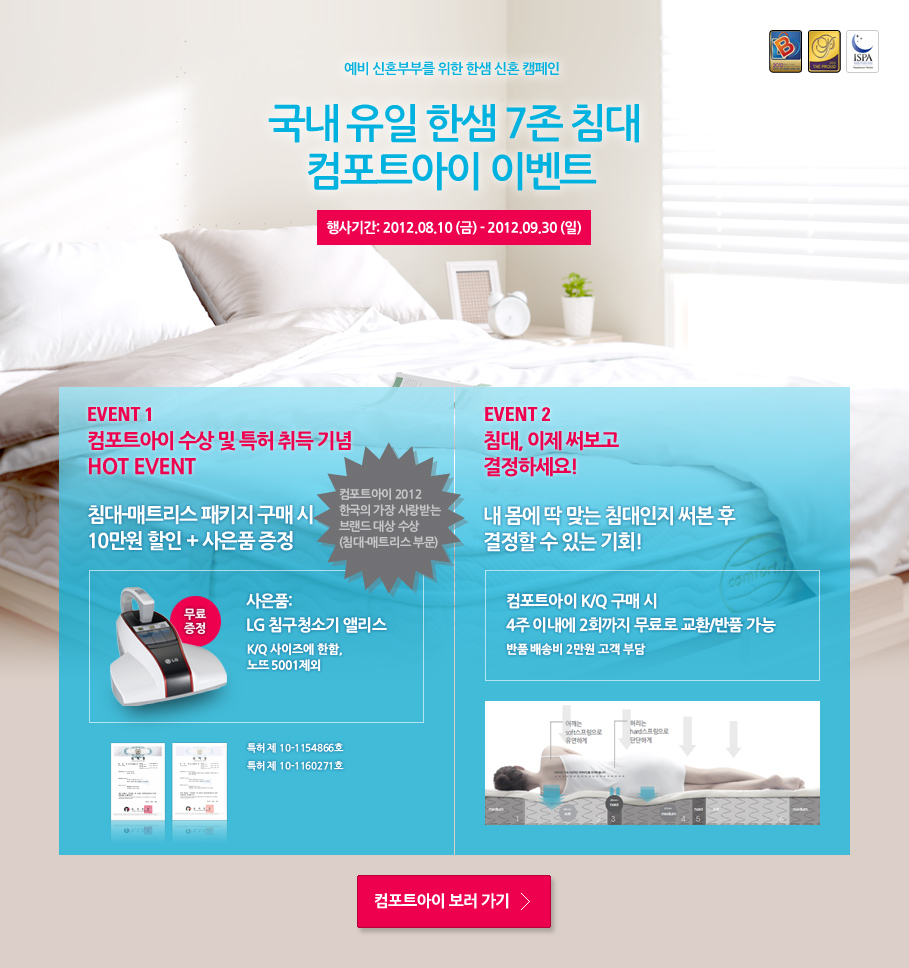 예비 신혼부부를 위한 한샘 신혼 캠페인
ISPA
THE PROUD
국내 유일 한샘 7존 침대
컴포트아이 이벤트
행사기간: 2012.08.10 (금) - 2012.09.30 (일)
EVENT 1
컴포트아이 수상 및 특허 취득 기념
HOT EVENT
컴포트아이 2012
한국의 가장 사랑받는
브랜드 대상 수상
(침대-매트리스 부문)
침대-매트리스 패키지 구매 시
10만원 할인 + 사은품 증정
무료
증정
LG
사은품:
LG 침구청소기 앨리스
K/Q 사이즈에 한함,
노뜨 5001제외
특허 제 10-1154866호
특허 제 10-1160271호
EVENT 2
침대, 이제 써보고
결정하세요!
내 몸에 딱 맞는 침대인지 써본 후
결정할 수 있는 기회!
comfort.i
컴포트아이 K/Q 구매 시
4주 이내에 2회까지 무료로 교환/반품 가능
반품 배송비 2만원 고객 부담
어깨는
soft스프링으로
유연하게
허리는
hard스프링으로
단단하게
medium
soft
hard
medium
hard
medium
1
3
4
5
6
컴포트아이 보러 가기